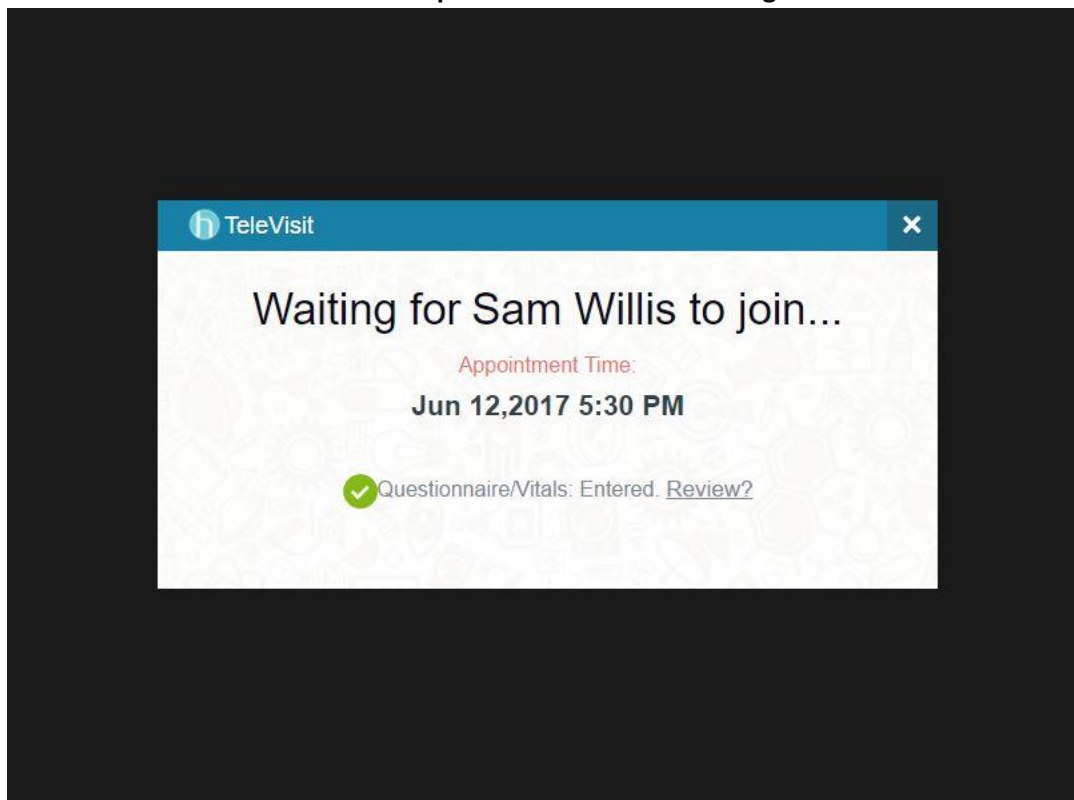 TeleVisit
Waiting for Sam Willis to join...
Appointment Time:
Jun 12,2017 5:30 PM
Questionnaire/Vitals: Entered. Review?